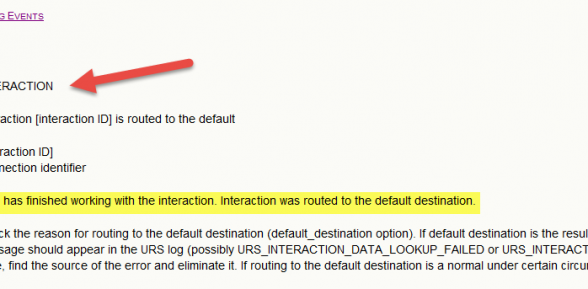 G EVENTS
ERACTION
action [interaction ID] is routed to the default
raction ID]
nection identifier
has finished working with the interaction. Interaction was routed to the default destination.
ck the reason for routing to the default destination (default_destination option). If default destination is the resul
sage should appear in the URS log (possibly URS_INTERACTION_DATA_LOOKUP_FAILED or URS_INTERACT
e, find the source of the error and eliminate it. If routing to the default destination is a normal under certain circu